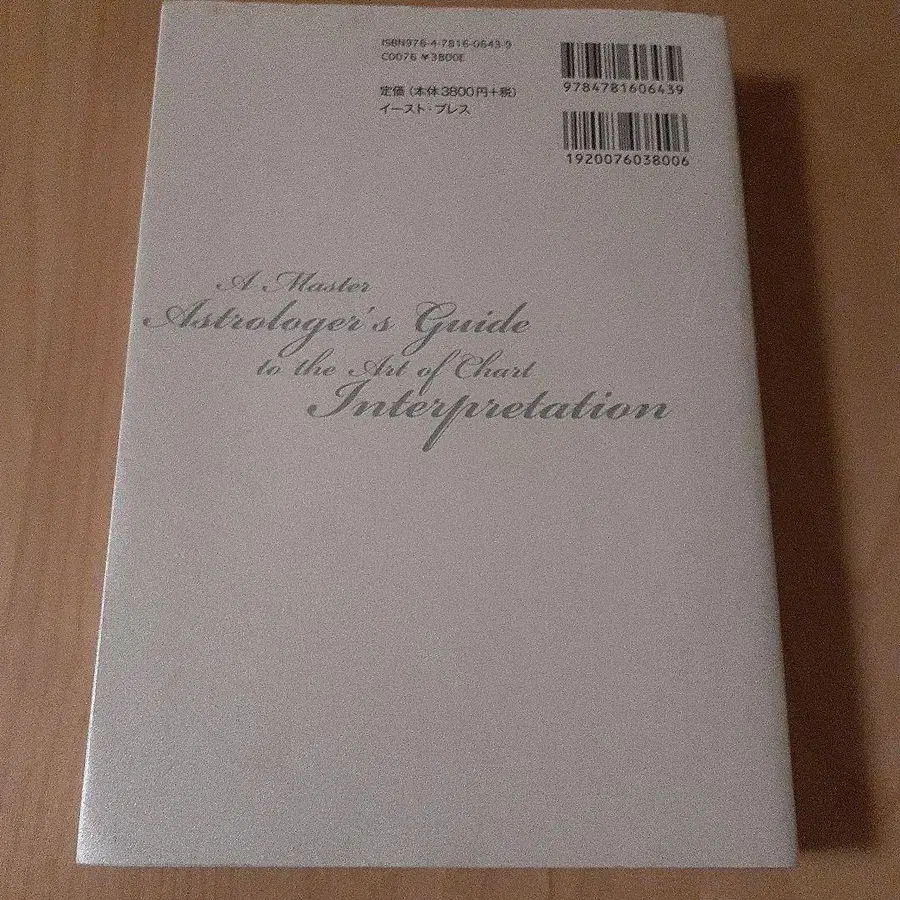 ISBN978-4-7816-0643-9
C0076 ¥3800E
定価(本体3800円+税)
イースト・プレス
9784781606439
1920076038006
A Master
Astrologer's Guide
to the Art of Chart
Interpretation